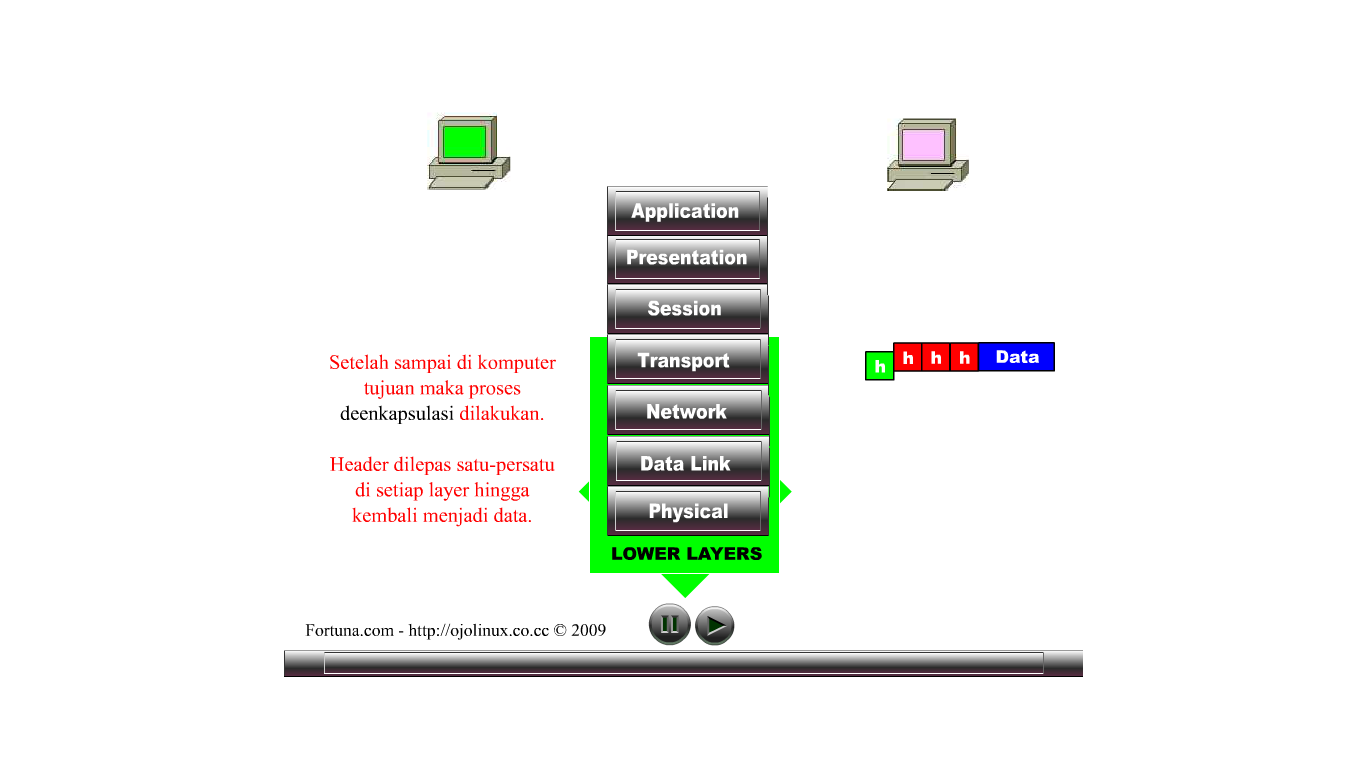 Application
Presentation
Session
Transport
Network
Data Link
Physical
LOWER LAYERS
Setelah sampai di komputer
tujuan maka proses
deenkapsulasi dilakukan.
Header dilepas satu-persatu
di setiap layer hingga
kembali menjadi data.
h h h h Data
Fortuna.com - http://ojolinux.co.cc © 2009